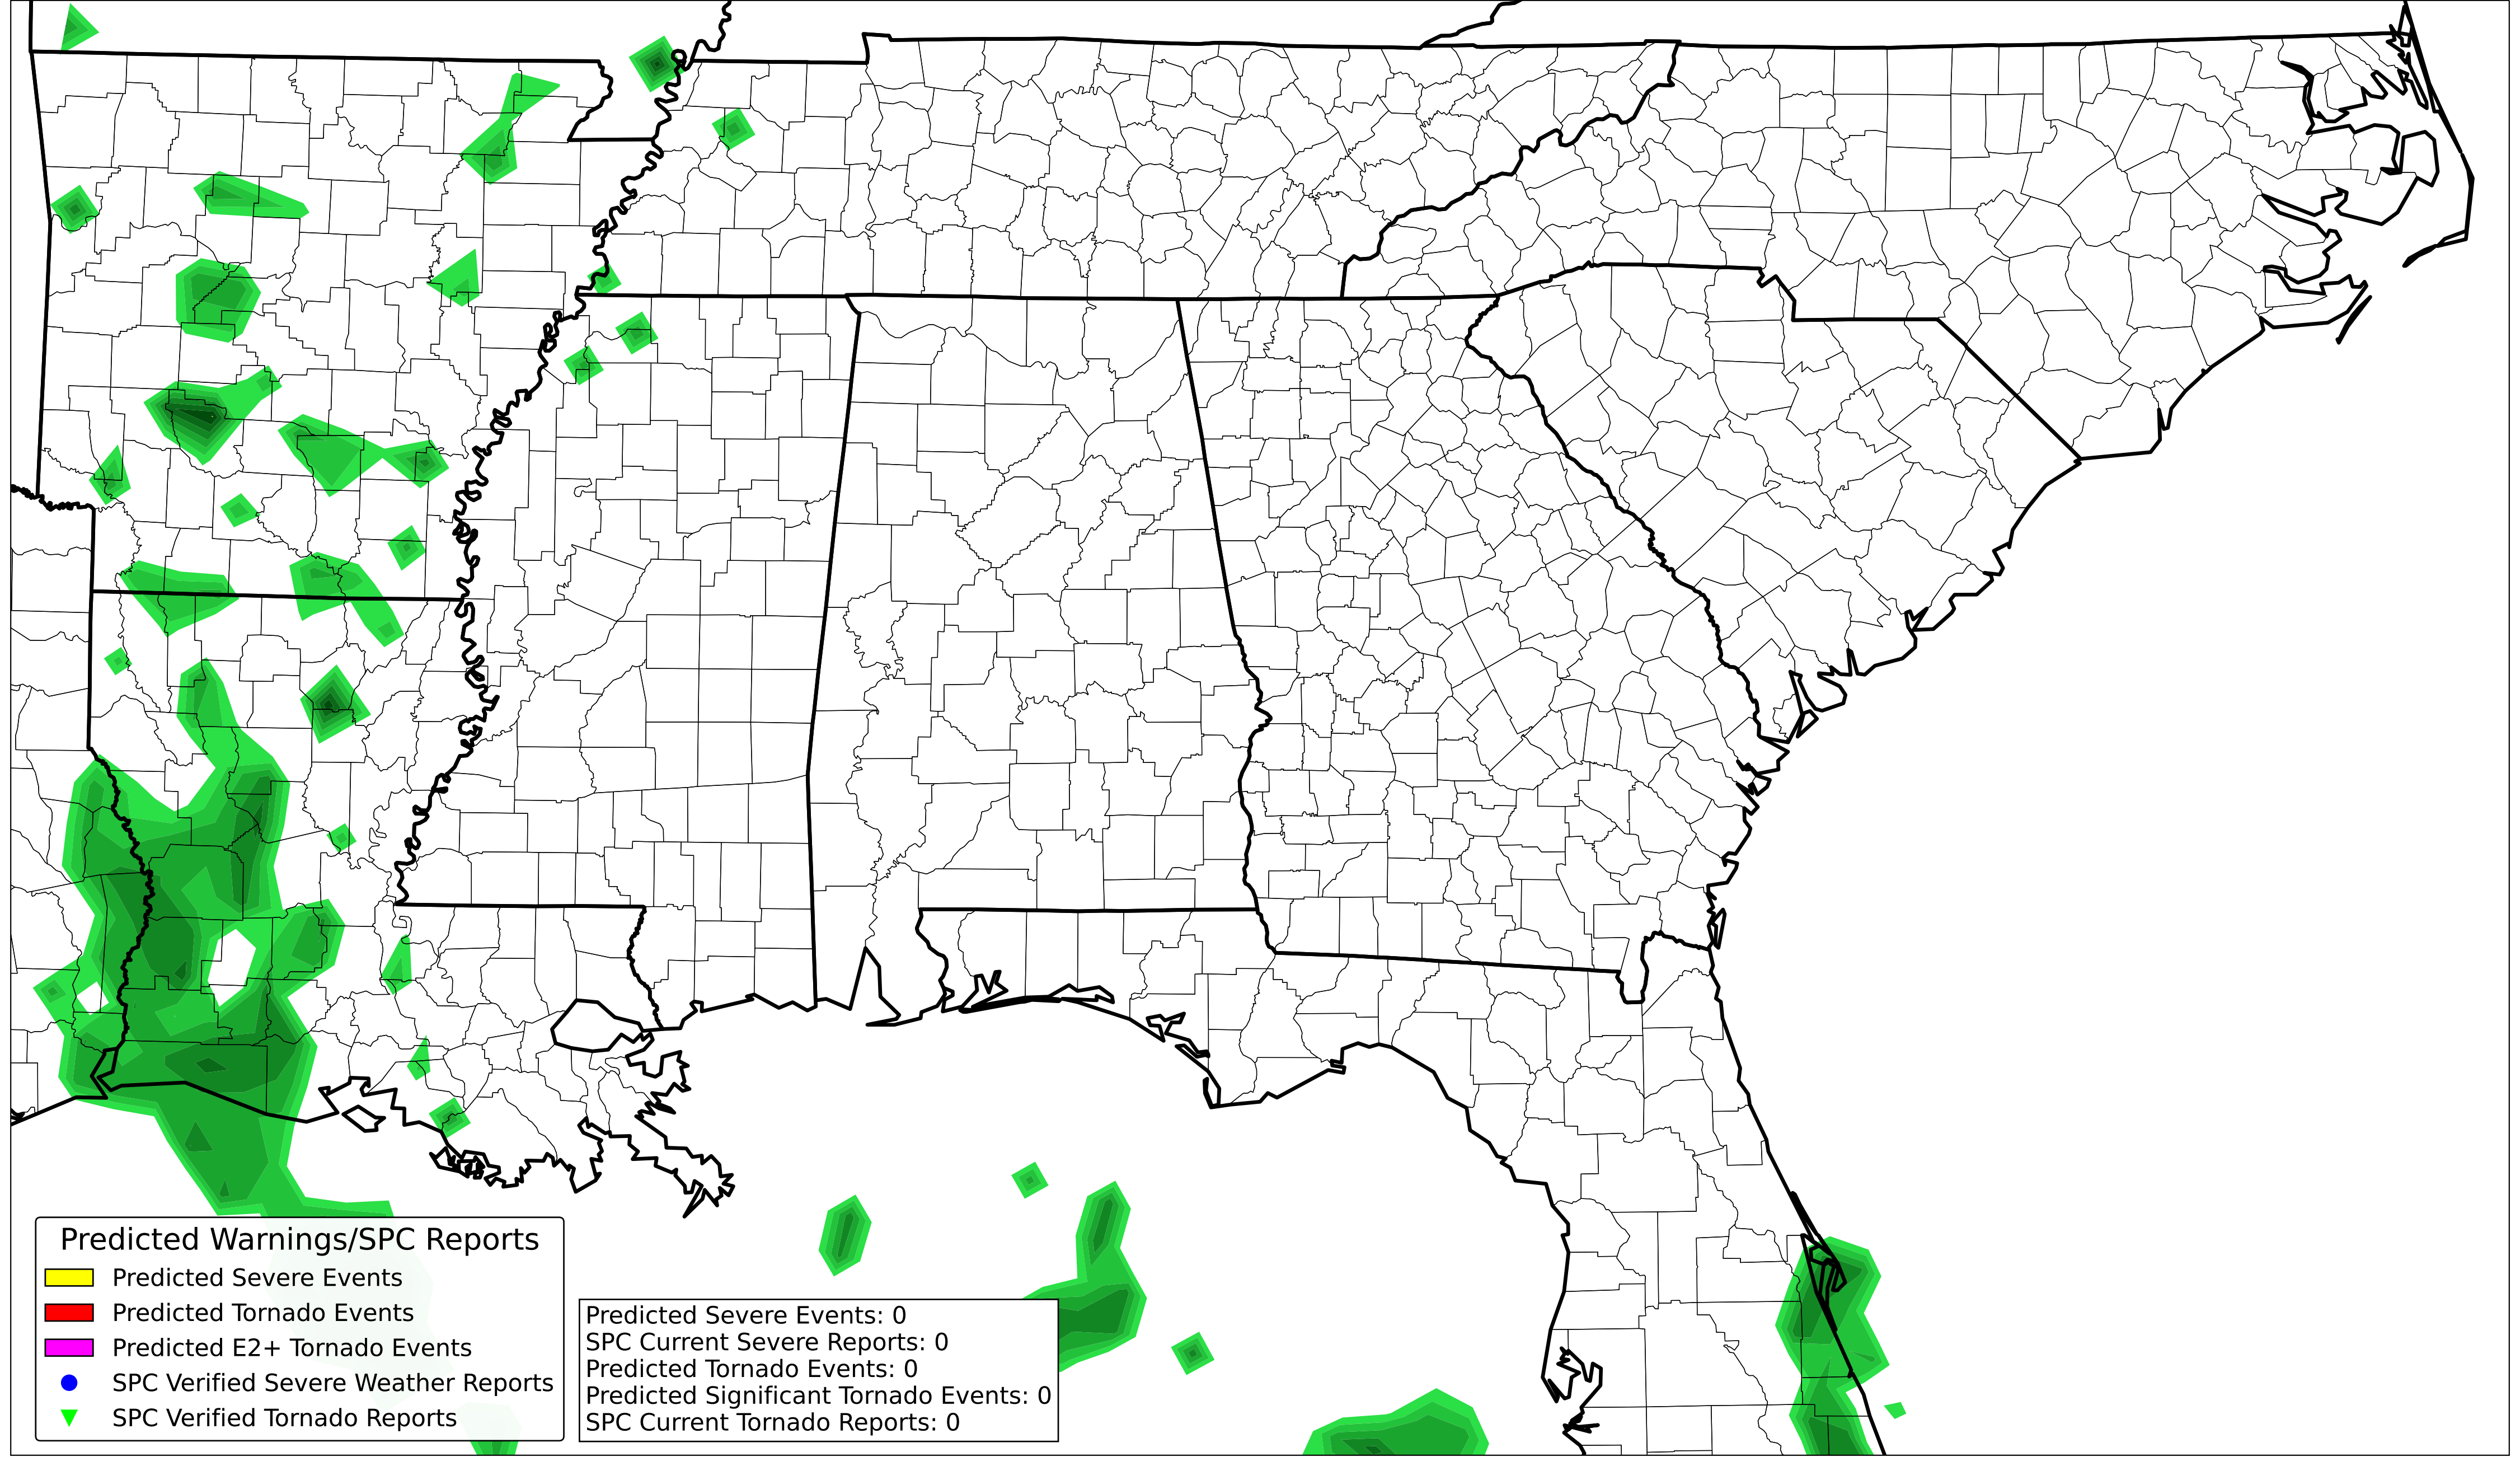 Predicted Warnings/SPC Reports
Predicted Severe Events
Predicted Tornado Events
Predicted E2+ Tornado Events
SPC Verified Severe Weather Reports
SPC Verified Tornado Reports
Predicted Severe Events: 0
SPC Current Severe Reports: 0
Predicted Tornado Events: 0
Predicted Significant Tornado Events: 0
SPC Current Tornado Reports: 0